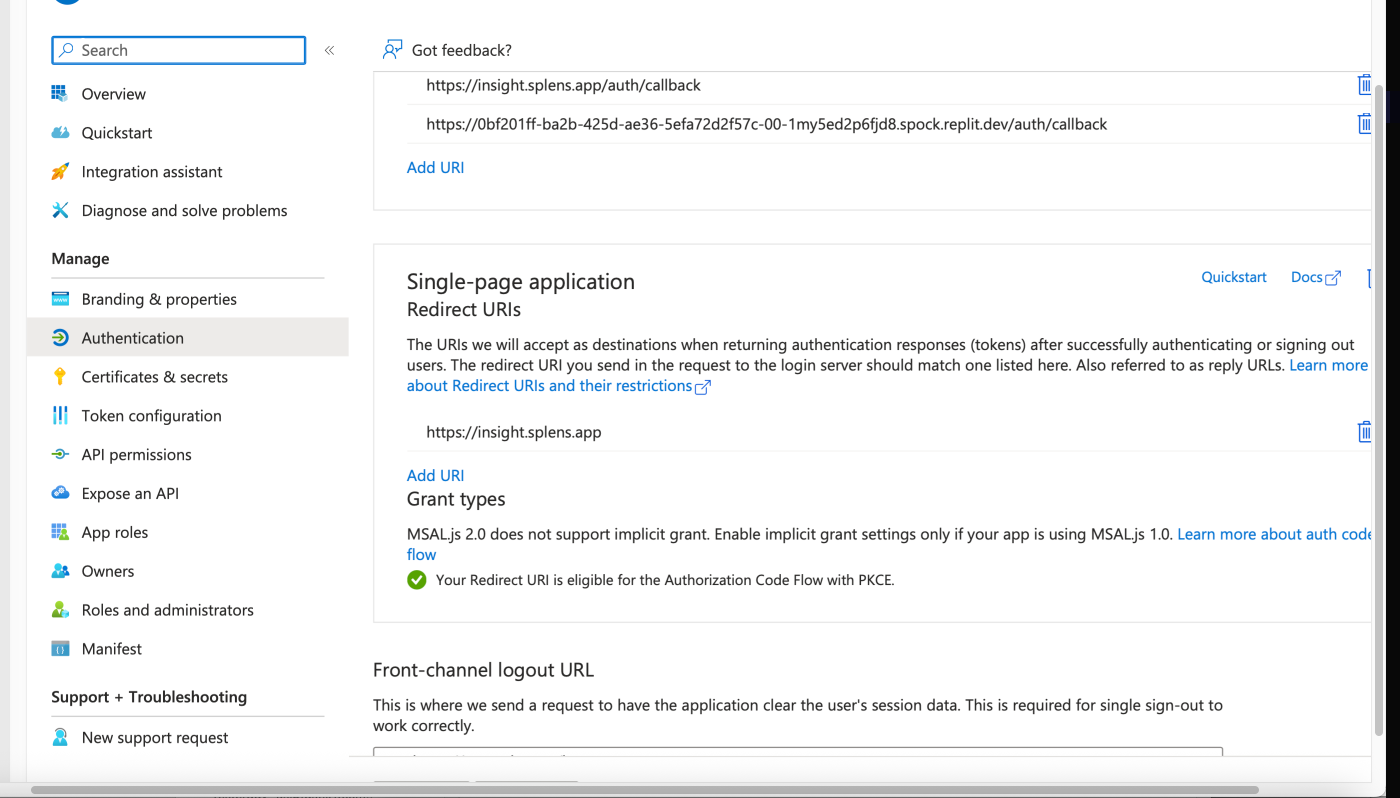 Search
Got feedback?
Overview
Quickstart
Integration assistant
Diagnose and solve problems
Manage
Branding & properties
Authentication
Certificates & secrets
Token configuration
API permissions
Expose an API
App roles
Owners
Roles and administrators
Manifest
Support + Troubleshooting
New support request
https://insight.splens.app/auth/callback
https://0bf201ff-ba2b-425d-ae36-5efa72d2f57c-00-1my5ed2p6fjd8.spock.replit.dev/auth/callback
Add URI
Single-page application
Quickstart
Docs
Redirect URIs
The URIs we will accept as destinations when returning authentication responses (tokens) after successfully authenticating or signing out
users. The redirect URI you send in the request to the login server should match one listed here. Also referred to as reply URLs. Learn more
about Redirect URIs and their restrictions
https://insight.splens.app
Add URI
Grant types
MSAL.js 2.0 does not support implicit grant. Enable implicit grant settings only if your app is using MSAL.js 1.0. Learn more about auth code
flow
Your Redirect URI is eligible for the Authorization Code Flow with PKCE.
Front-channel logout URL
This is where we send a request to have the application clear the user's session data. This is required for single sign-out to
work correctly.